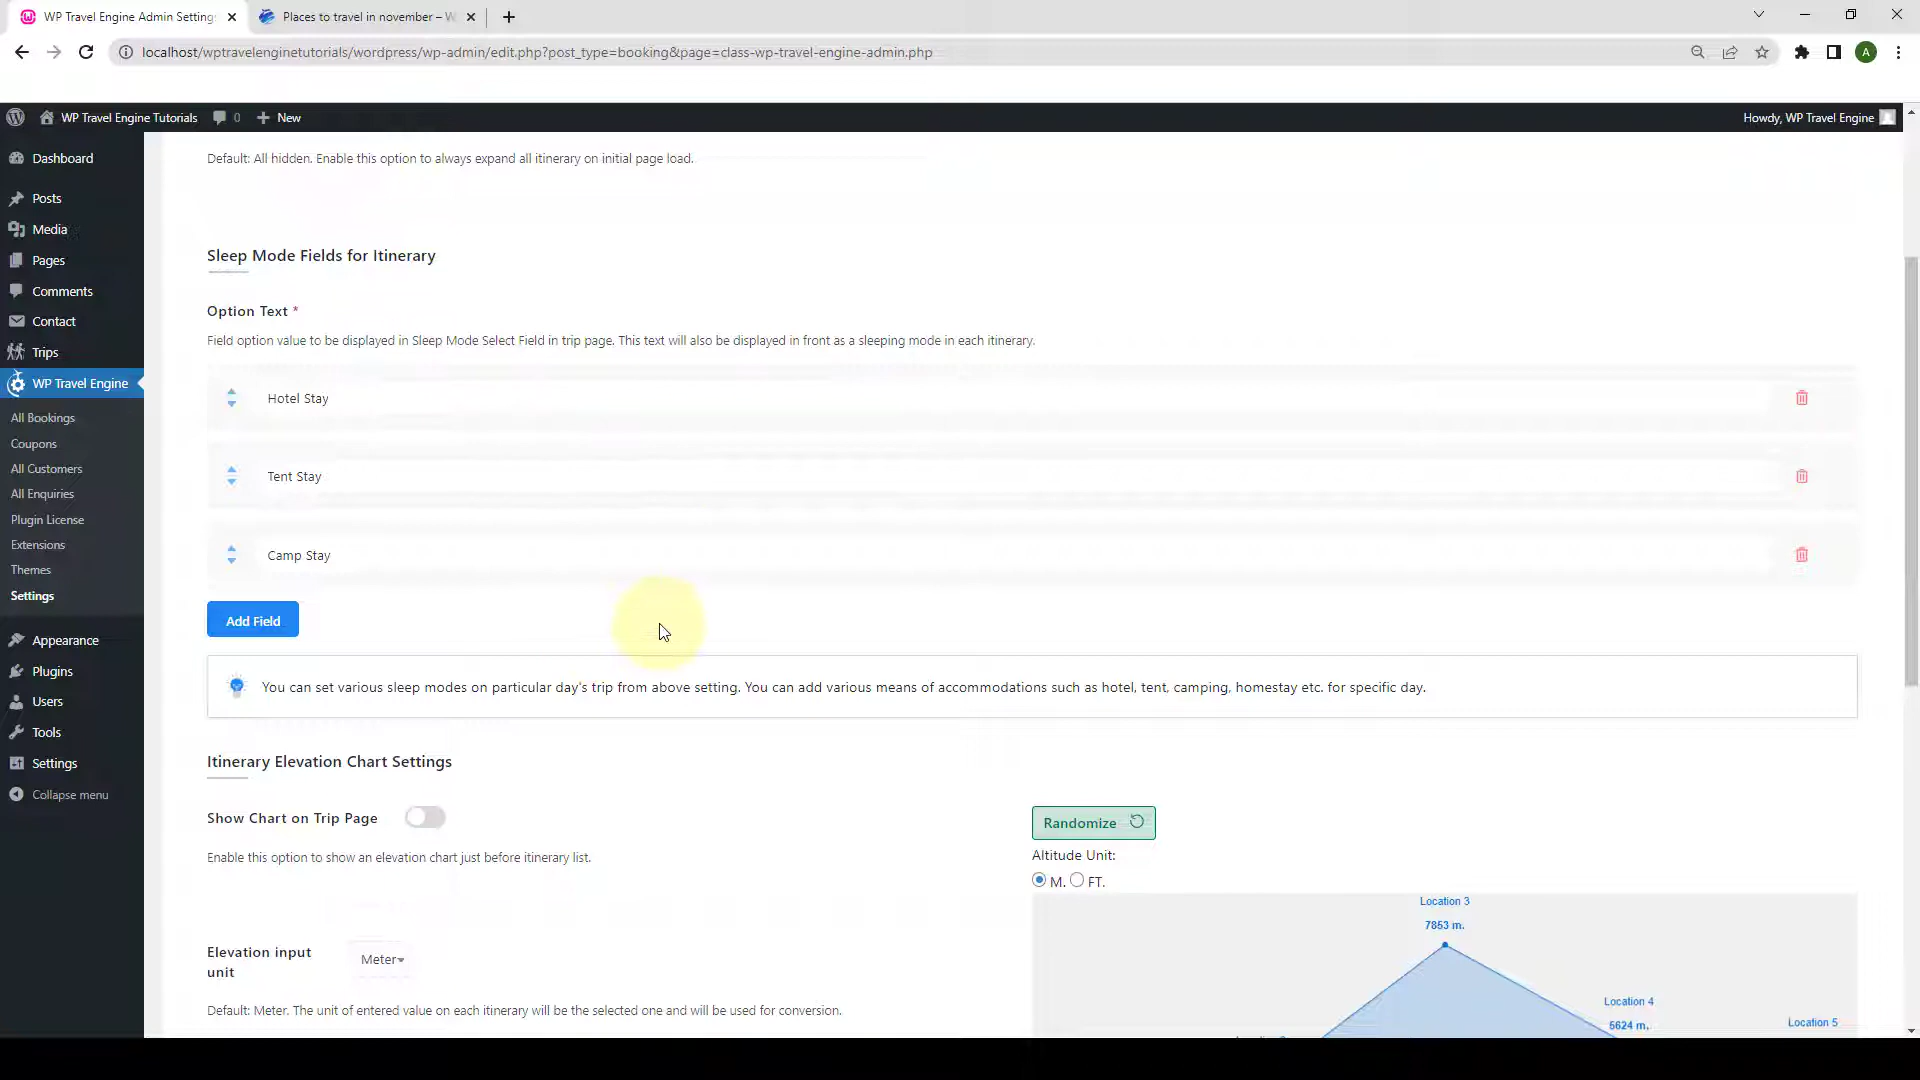 WP Travel Engine Admin Settings
Places to travel in november – W
localhost/wptravelenginetutorials/wordpress/wp-admin/edit.php?post_type=booking&page=class-wp-travel-engine-admin.php
A
WP Travel Engine Tutorials
0
New
Howdy, WP Travel Engine
Dashboard
Posts
Media
Pages
Comments
Contact
Trips
WP Travel Engine
All Bookings
Coupons
All Customers
All Enquiries
Plugin License
Extensions
Themes
Settings
Appearance
Plugins
Users
Tools
Settings
Collapse menu
Default: All hidden. Enable this option to always expand all itinerary on initial page load.
Sleep Mode Fields for Itinerary
Option Text *
Field option value to be displayed in Sleep Mode Select Field in trip page. This text will also be displayed in front as a sleeping mode in each itinerary.
Hotel Stay
Tent Stay
Camp Stay
Add Field
You can set various sleep modes on particular day's trip from above setting. You can add various means of accommodations such as hotel, tent, camping, homestay etc. for specific day.
Itinerary Elevation Chart Settings
Show Chart on Trip Page
Enable this option to show an elevation chart just before itinerary list.
Elevation input
unit
Meter
Default: Meter. The unit of entered value on each itinerary will be the selected one and will be used for conversion.
Randomize
Altitude Unit:
M. FT.
Location 3
7853 m.
Location 4
5624 m.
Location 5